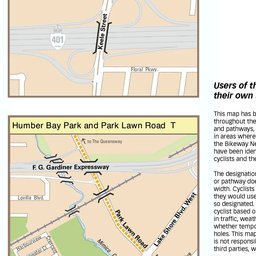 Keele Street
401
Floral Pkwy.
Users of th
their own
This map has b
throughout the
and pathways,
in areas where
the Bikeway Ne
have been iden
cyclists and the
The designation
or pathway doe
width. Cyclists
they would use
so designated.
cyclist based o
in traffic, weath
whether tempo
holes. This map
is not responsi
third parties, w
Humber Bay Park and Park Lawn Road T
to The Queensway
F. G. Gardiner Expressway
Lorilla Blvd.
Park Lawn Road
Lake Shore Blvd. West